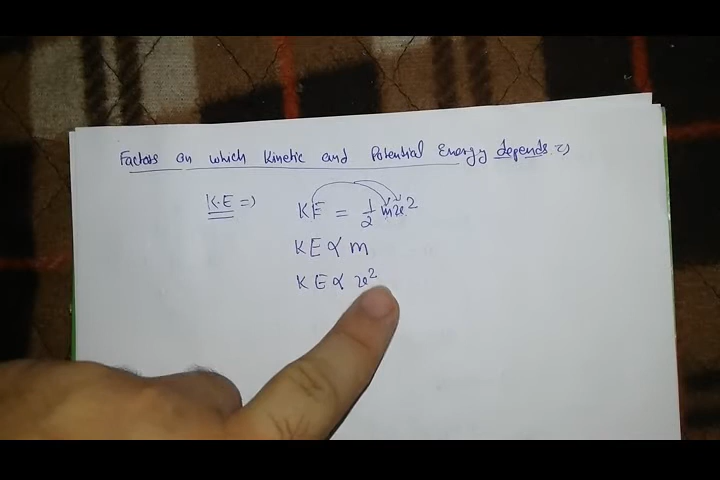 Factors on which Kinetic and Potential Energy depends :-)
K.E => KE = 1/2 mv²
KE ∝ m
KE ∝ v²